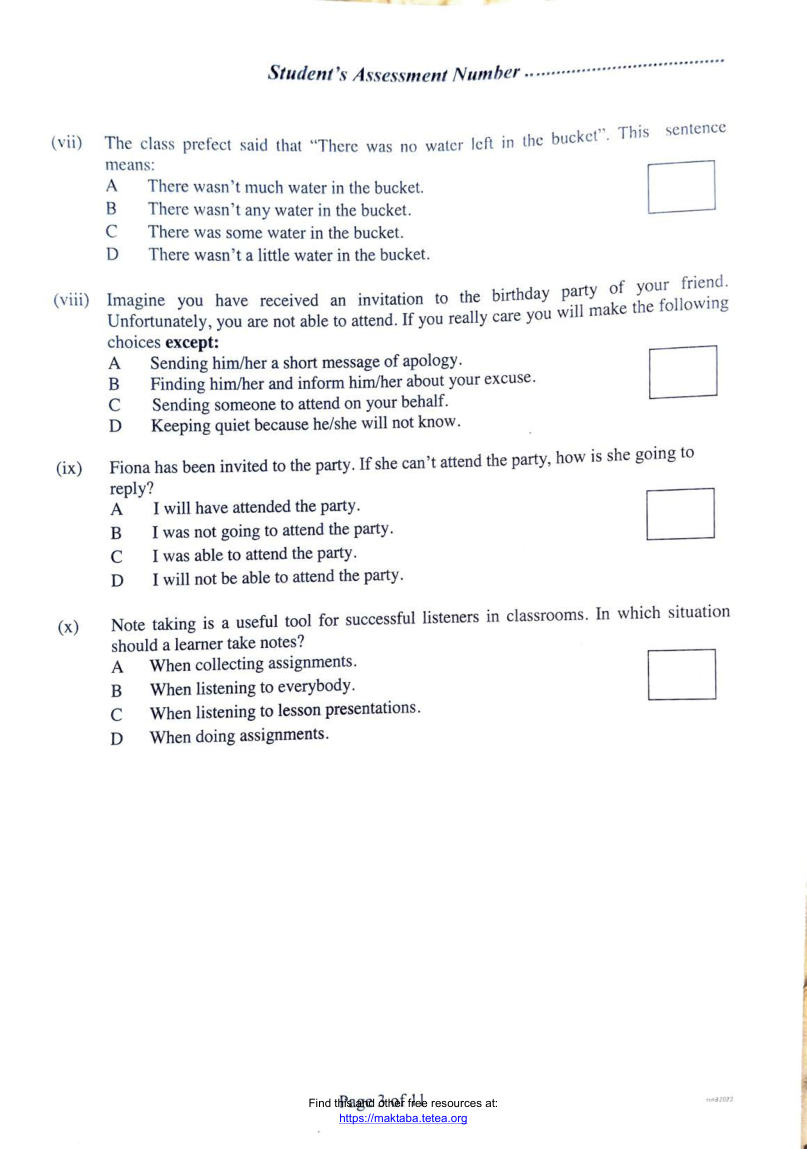 Student's Assessment Number ......................................
(vii) The class prefect said that “There was no water left in the bucket”. This sentence
means:
A There wasn't much water in the bucket.
B There wasn't any water in the bucket.
C There was some water in the bucket.
D There wasn't a little water in the bucket.
(viii) Imagine you have received an invitation to the birthday party of your friend.
Unfortunately, you are not able to attend. If you really care you will make the following
choices except:
A Sending him/her a short message of apology.
B Finding him/her and inform him/her about your excuse.
C Sending someone to attend on your behalf.
D Keeping quiet because he/she will not know.
(ix) Fiona has been invited to the party. If she can't attend the party, how is she going to
reply?
A I will have attended the party.
B I was not going to attend the party.
C I was able to attend the party.
D I will not be able to attend the party.
(x) Note taking is a useful tool for successful listeners in classrooms. In which situation
should a learner take notes?
A When collecting assignments.
B When listening to everybody.
C When listening to lesson presentations.
D When doing assignments.
Page 3 of 11
Find this and other free resources at:
https://maktaba.tetea.org